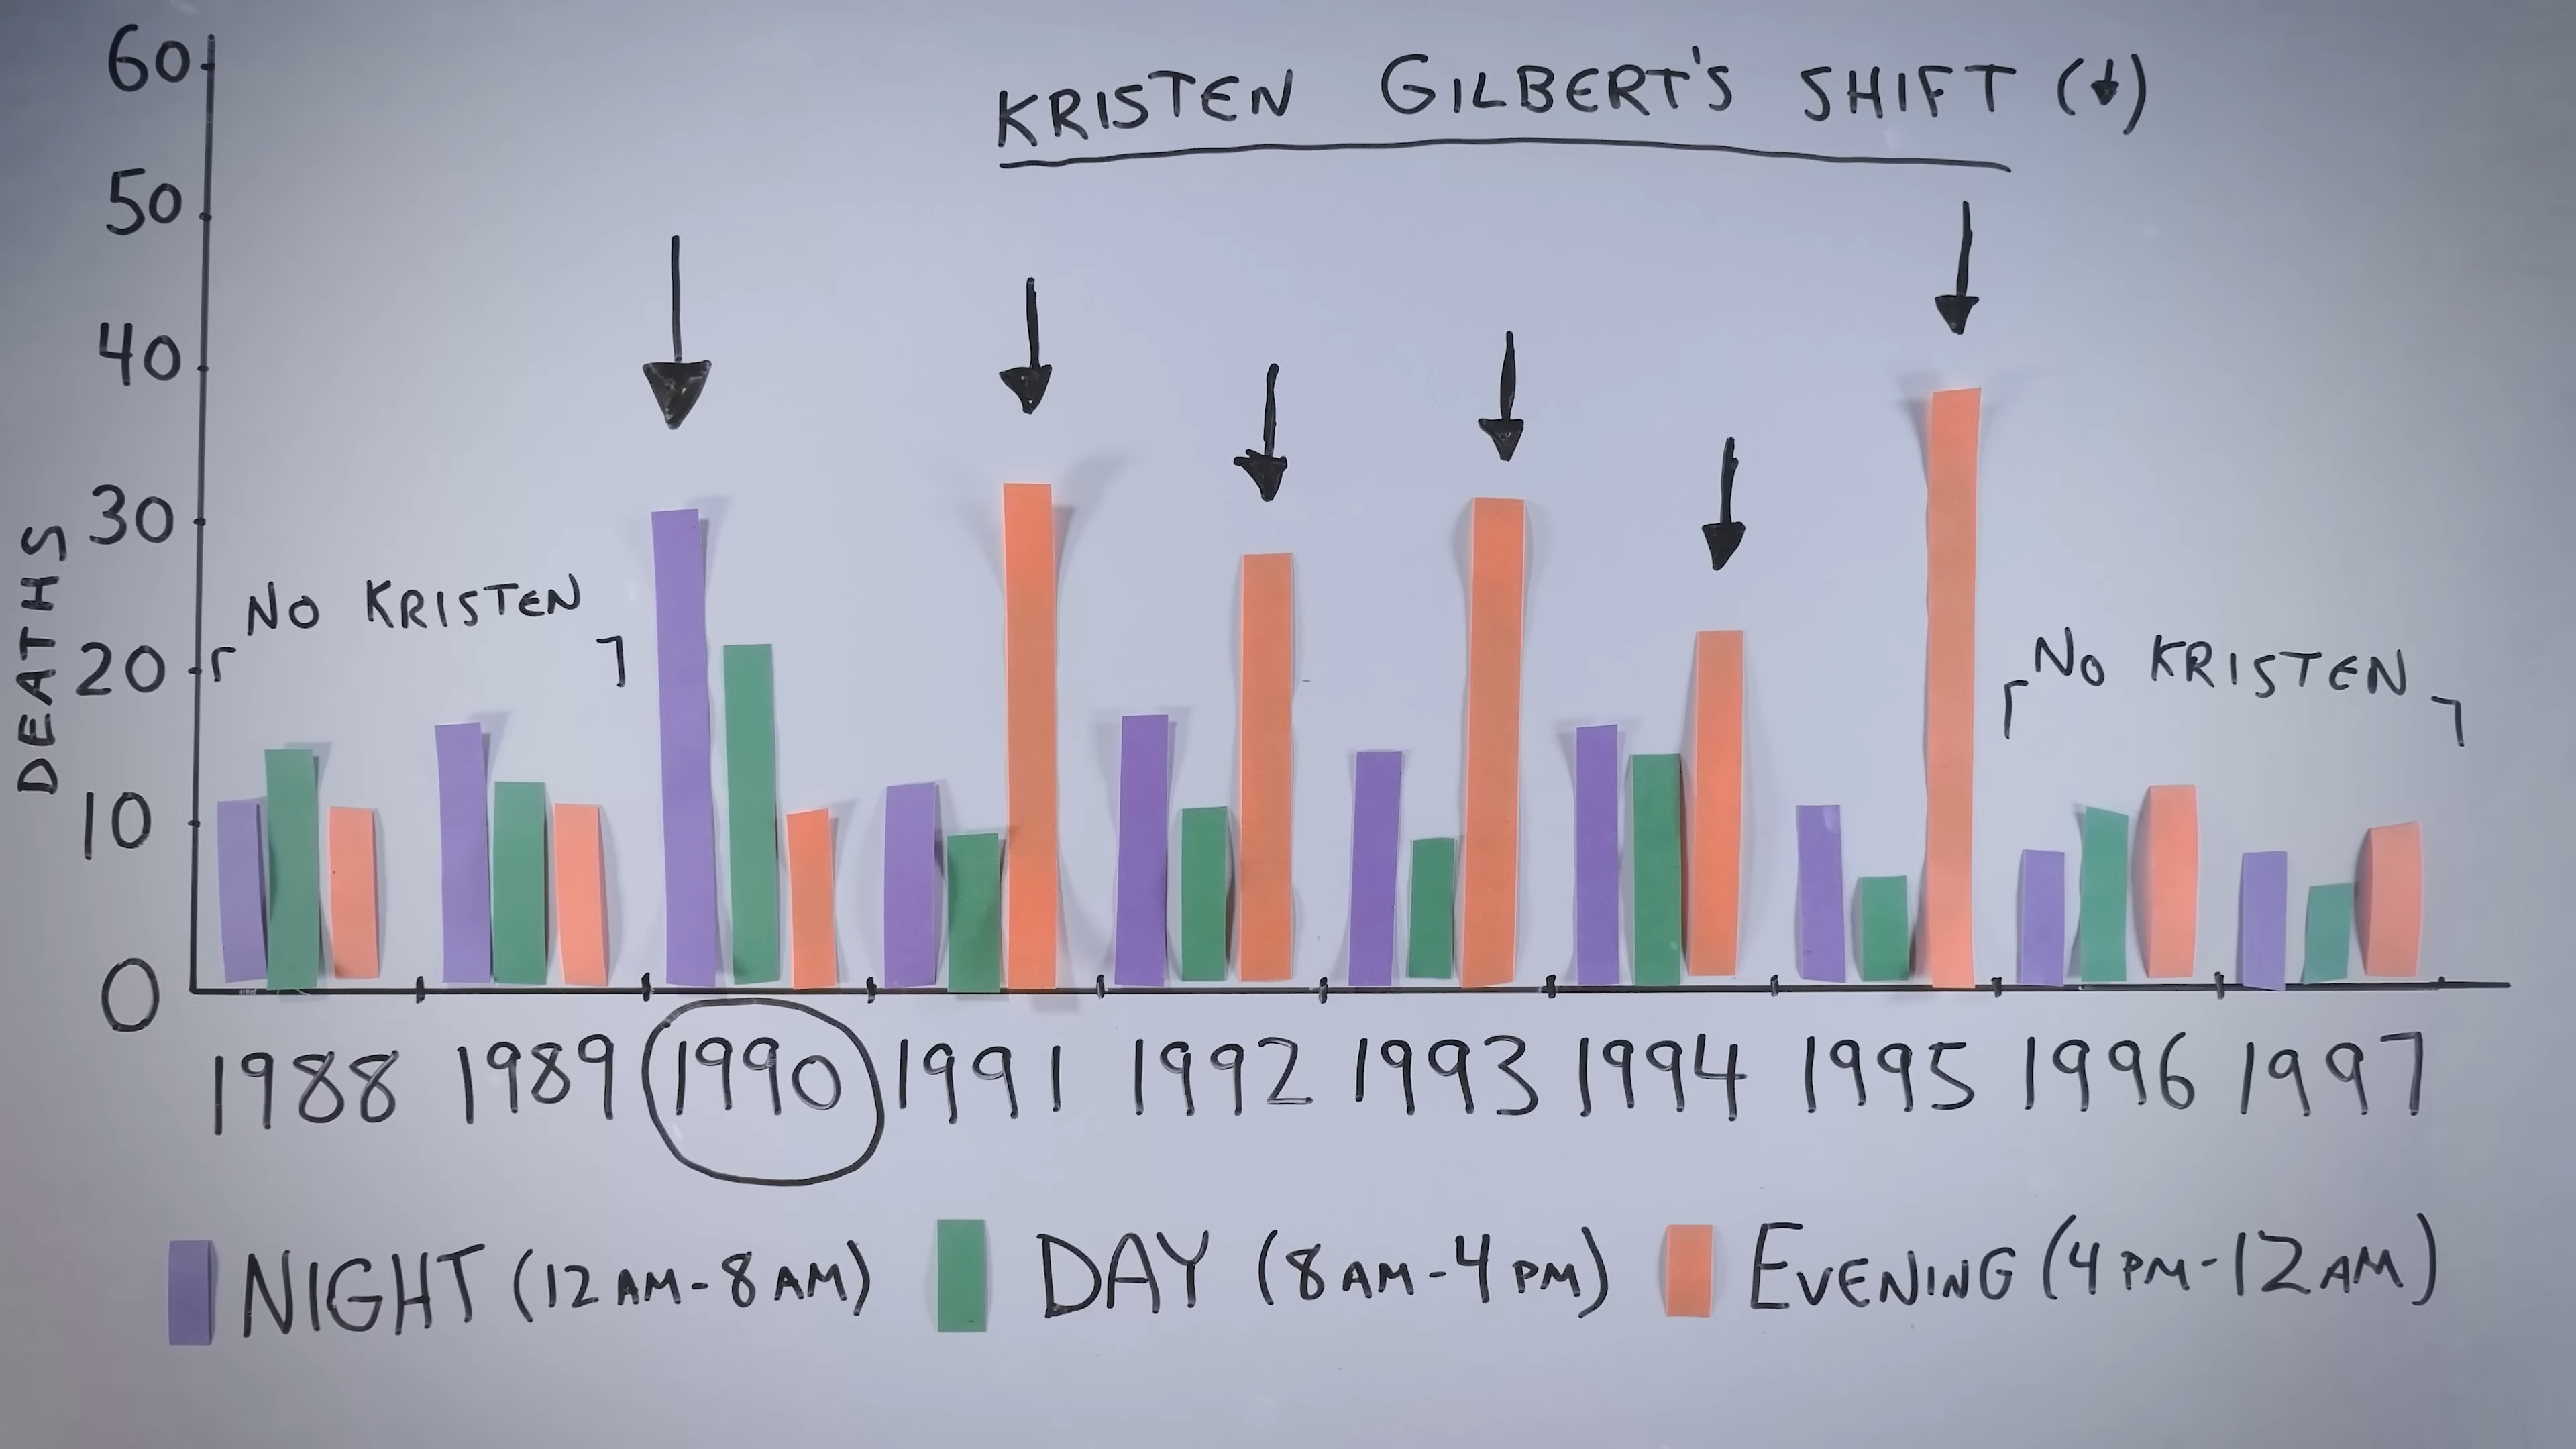 KRISTEN GILBERT'S SHIFT (↓)
60
50
40
30
20
10
0
DEATHS
NO KRISTEN
NO KRISTEN
1988 1989 1990 1991 1992 1993 1994 1995 1996 1997
NIGHT (12 AM-8 AM) DAY (8 AM-4 PM) EVENING (4 PM-12 AM)